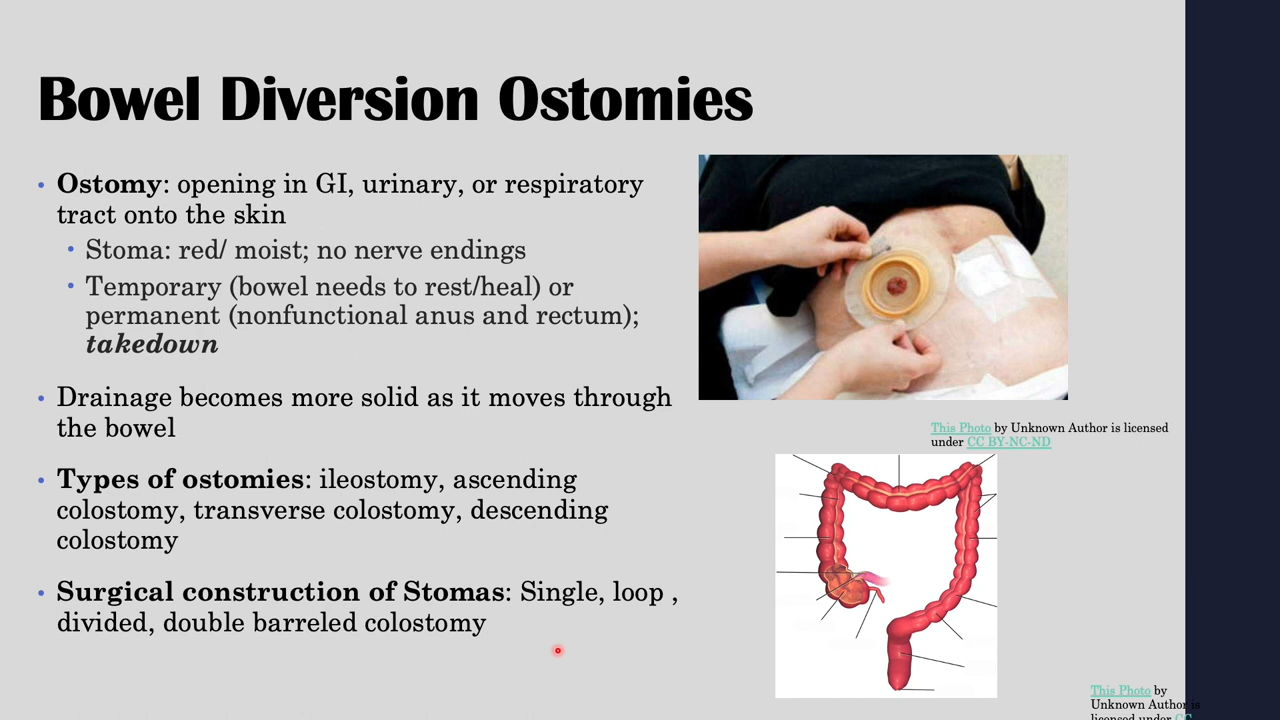 Bowel Diversion Ostomies
• Ostomy: opening in GI, urinary, or respiratory
tract onto the skin
• Stoma: red/ moist; no nerve endings
• Temporary (bowel needs to rest/heal) or
permanent (nonfunctional anus and rectum);
takedown
• Drainage becomes more solid as it moves through
the bowel
• Types of ostomies: ileostomy, ascending
colostomy, transverse colostomy, descending
colostomy
• Surgical construction of Stomas: Single, loop ,
divided, double barreled colostomy
This Photo by Unknown Author is licensed
under CC BY-NC-ND
This Photo by
Unknown Author is
licensed under CC